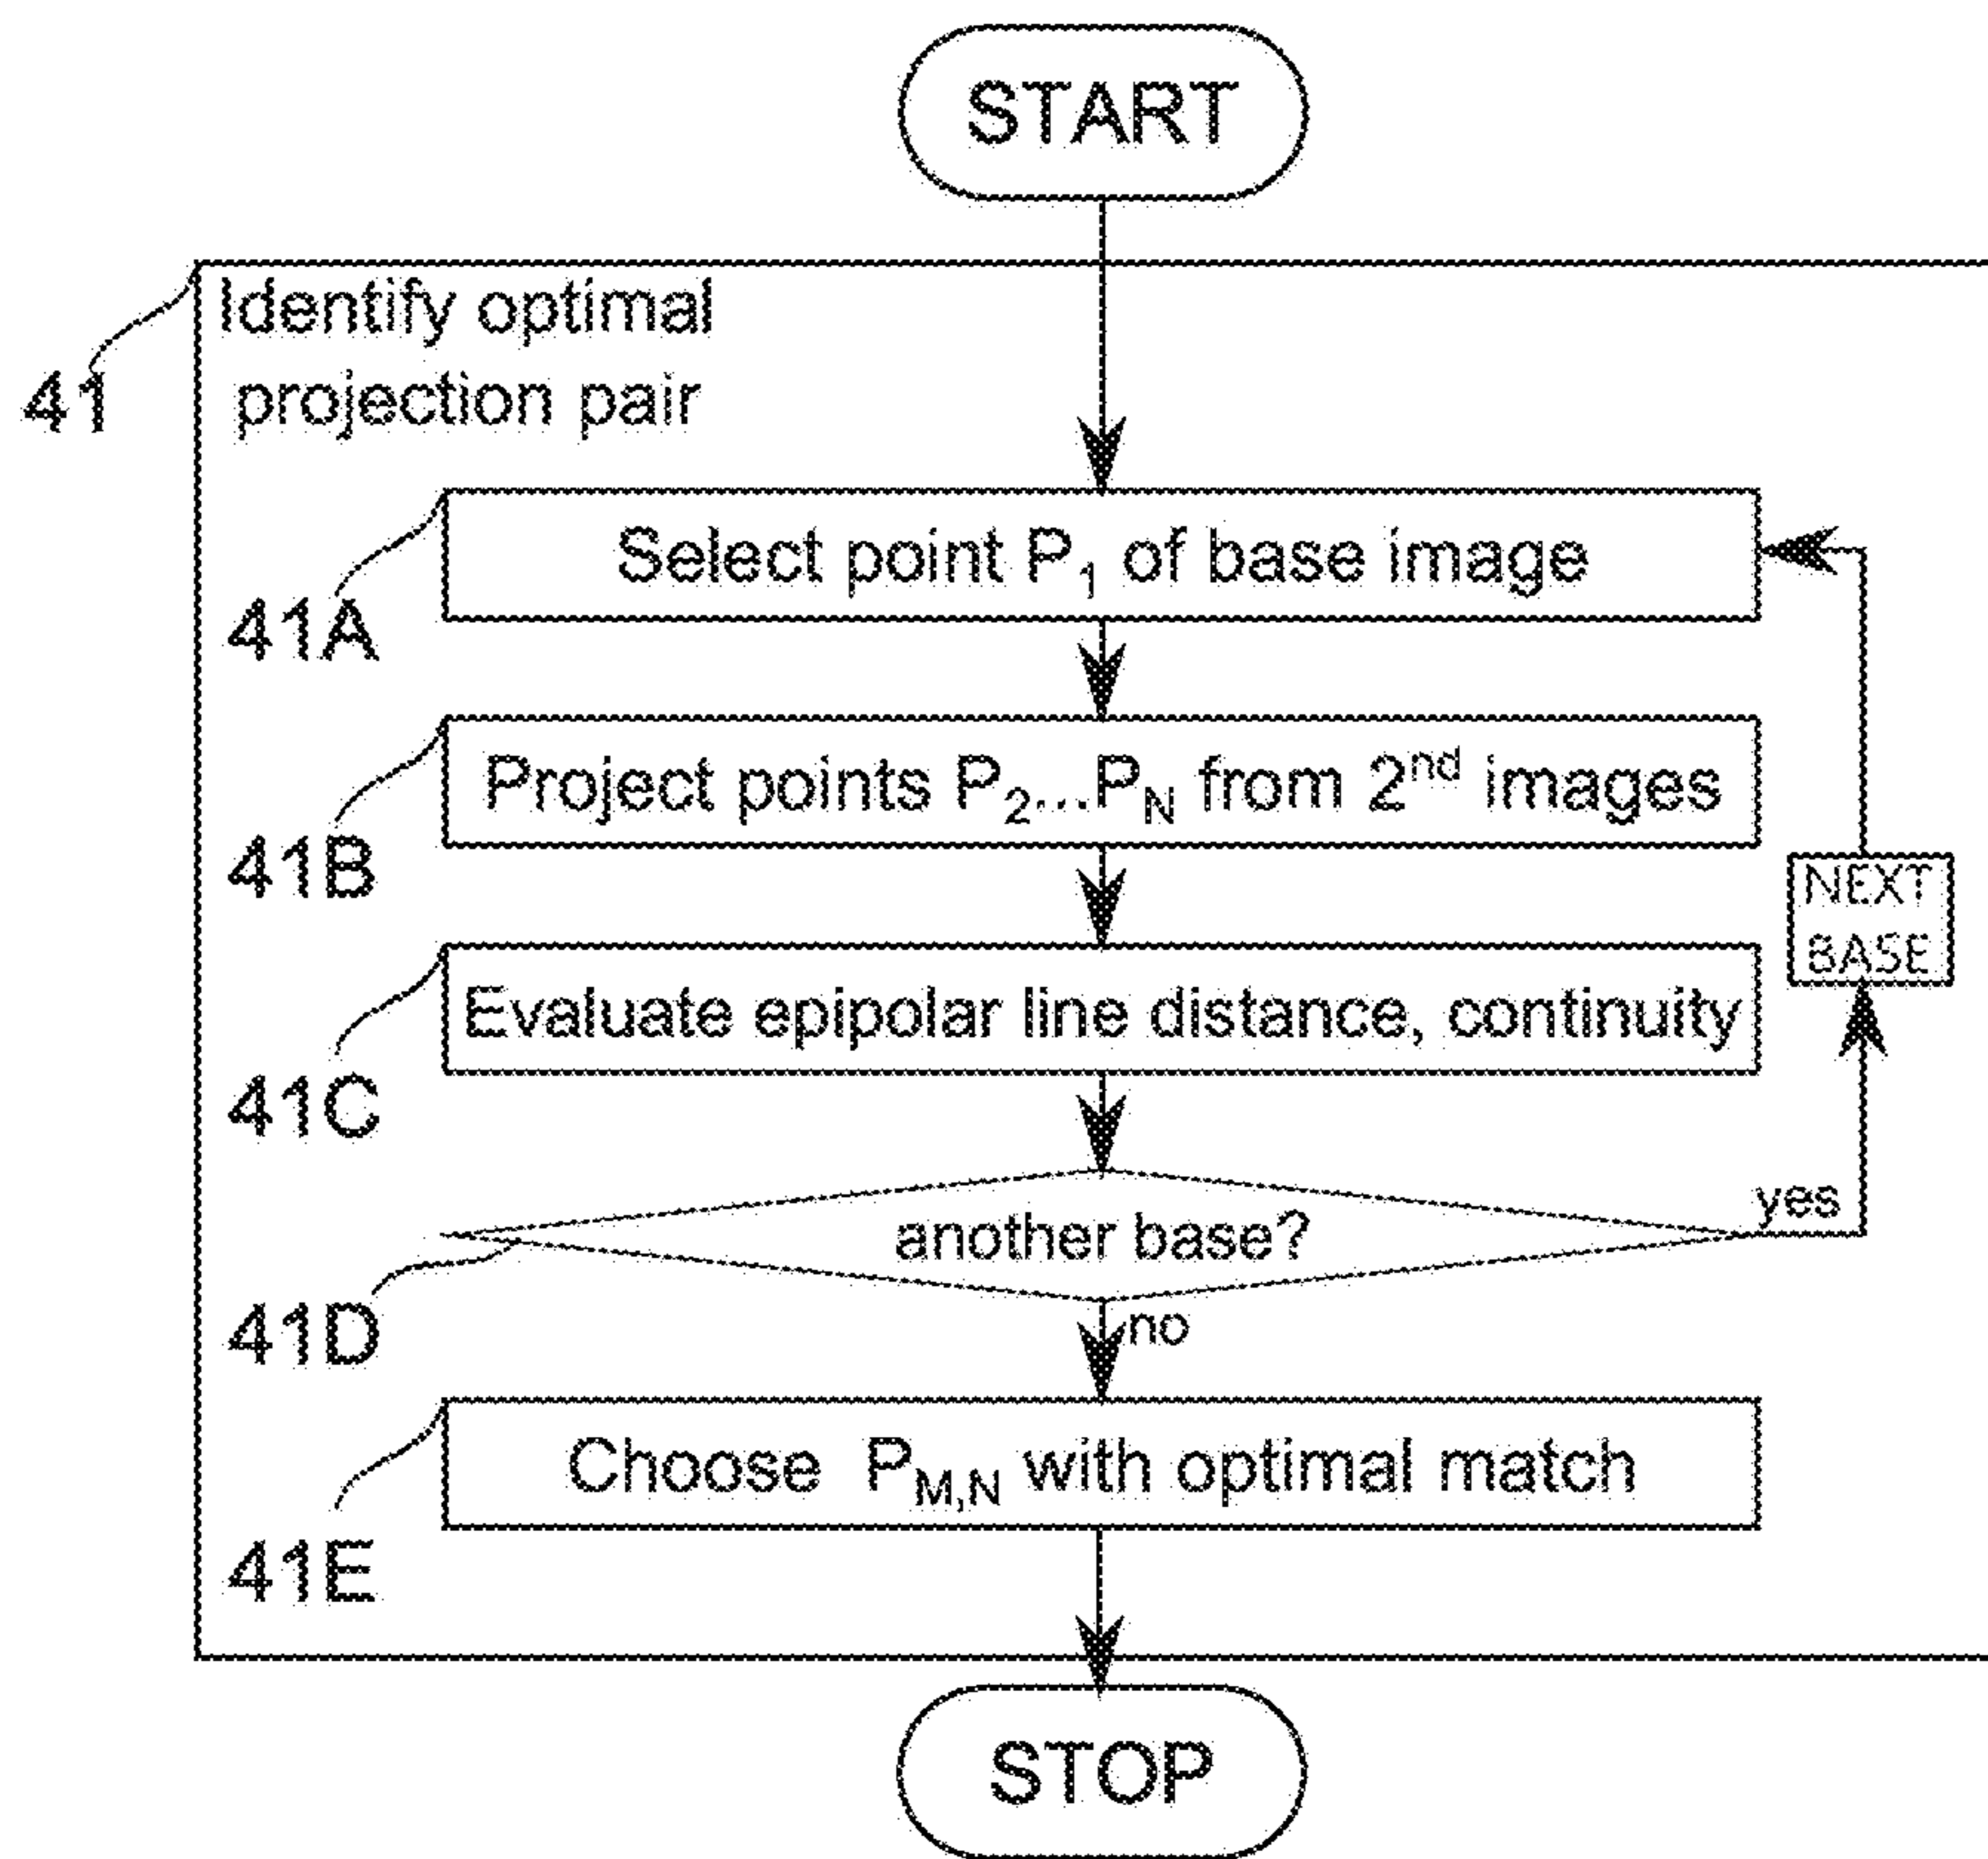 START
Identify optimal
projection pair
41
Select point P₁ of base image
41A
Project points P₂...P_N from 2ⁿᵈ images
41B
NEXT
BASE
Evaluate epipolar line distance, continuity
41C
yes
another base?
41D
no
Choose P_M,N with optimal match
41E
STOP